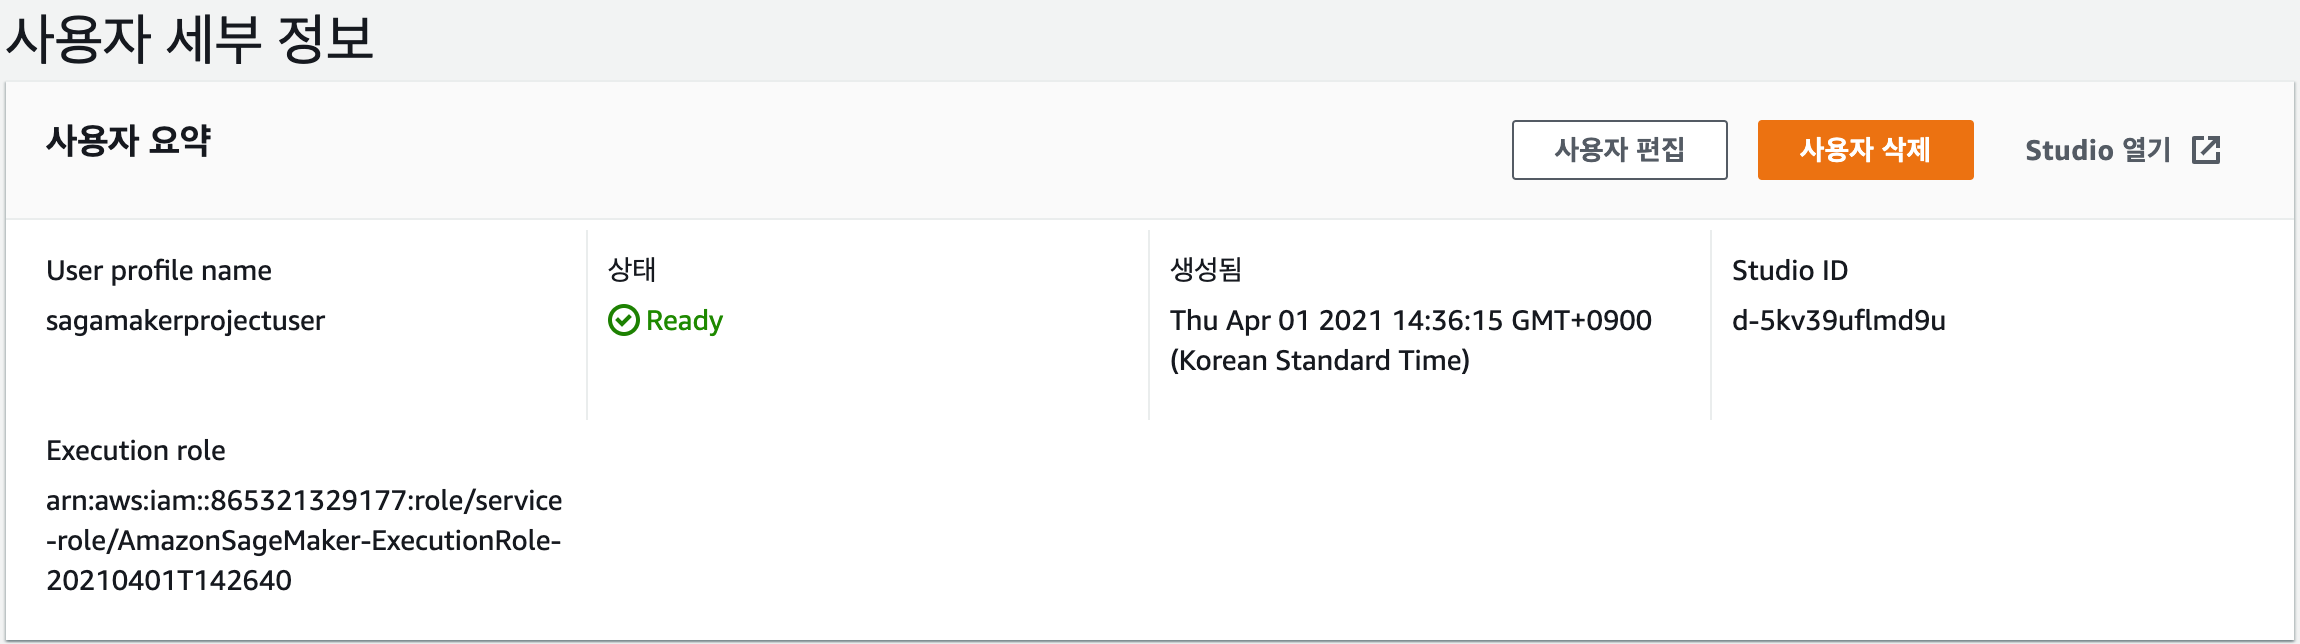 사용자 세부 정보
사용자 요약
사용자 편집
사용자 삭제
Studio 열기
User profile name
sagamakerprojectuser
상태
Ready
생성됨
Thu Apr 01 2021 14:36:15 GMT+0900
(Korean Standard Time)
Studio ID
d-5kv39uflmd9u
Execution role
arn:aws:iam::865321329177:role/service
-role/AmazonSageMaker-ExecutionRole-
20210401T142640